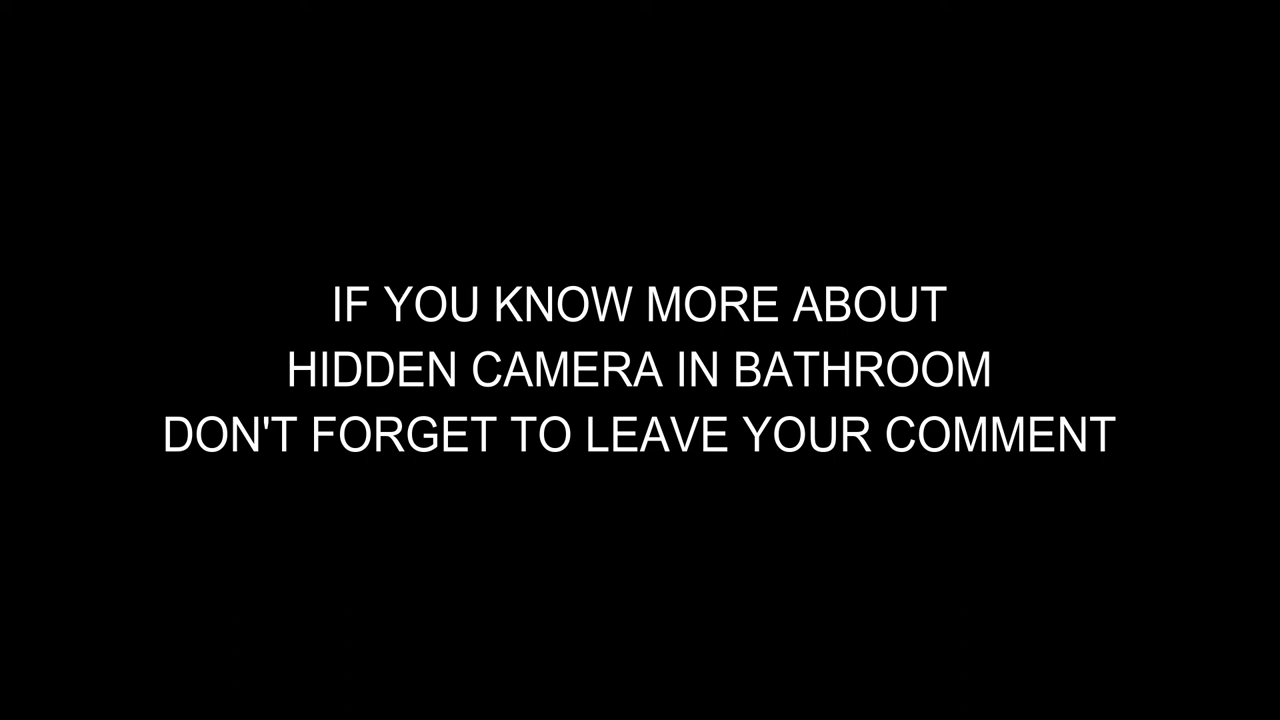 IF YOU KNOW MORE ABOUT
HIDDEN CAMERA IN BATHROOM
DON'T FORGET TO LEAVE YOUR COMMENT